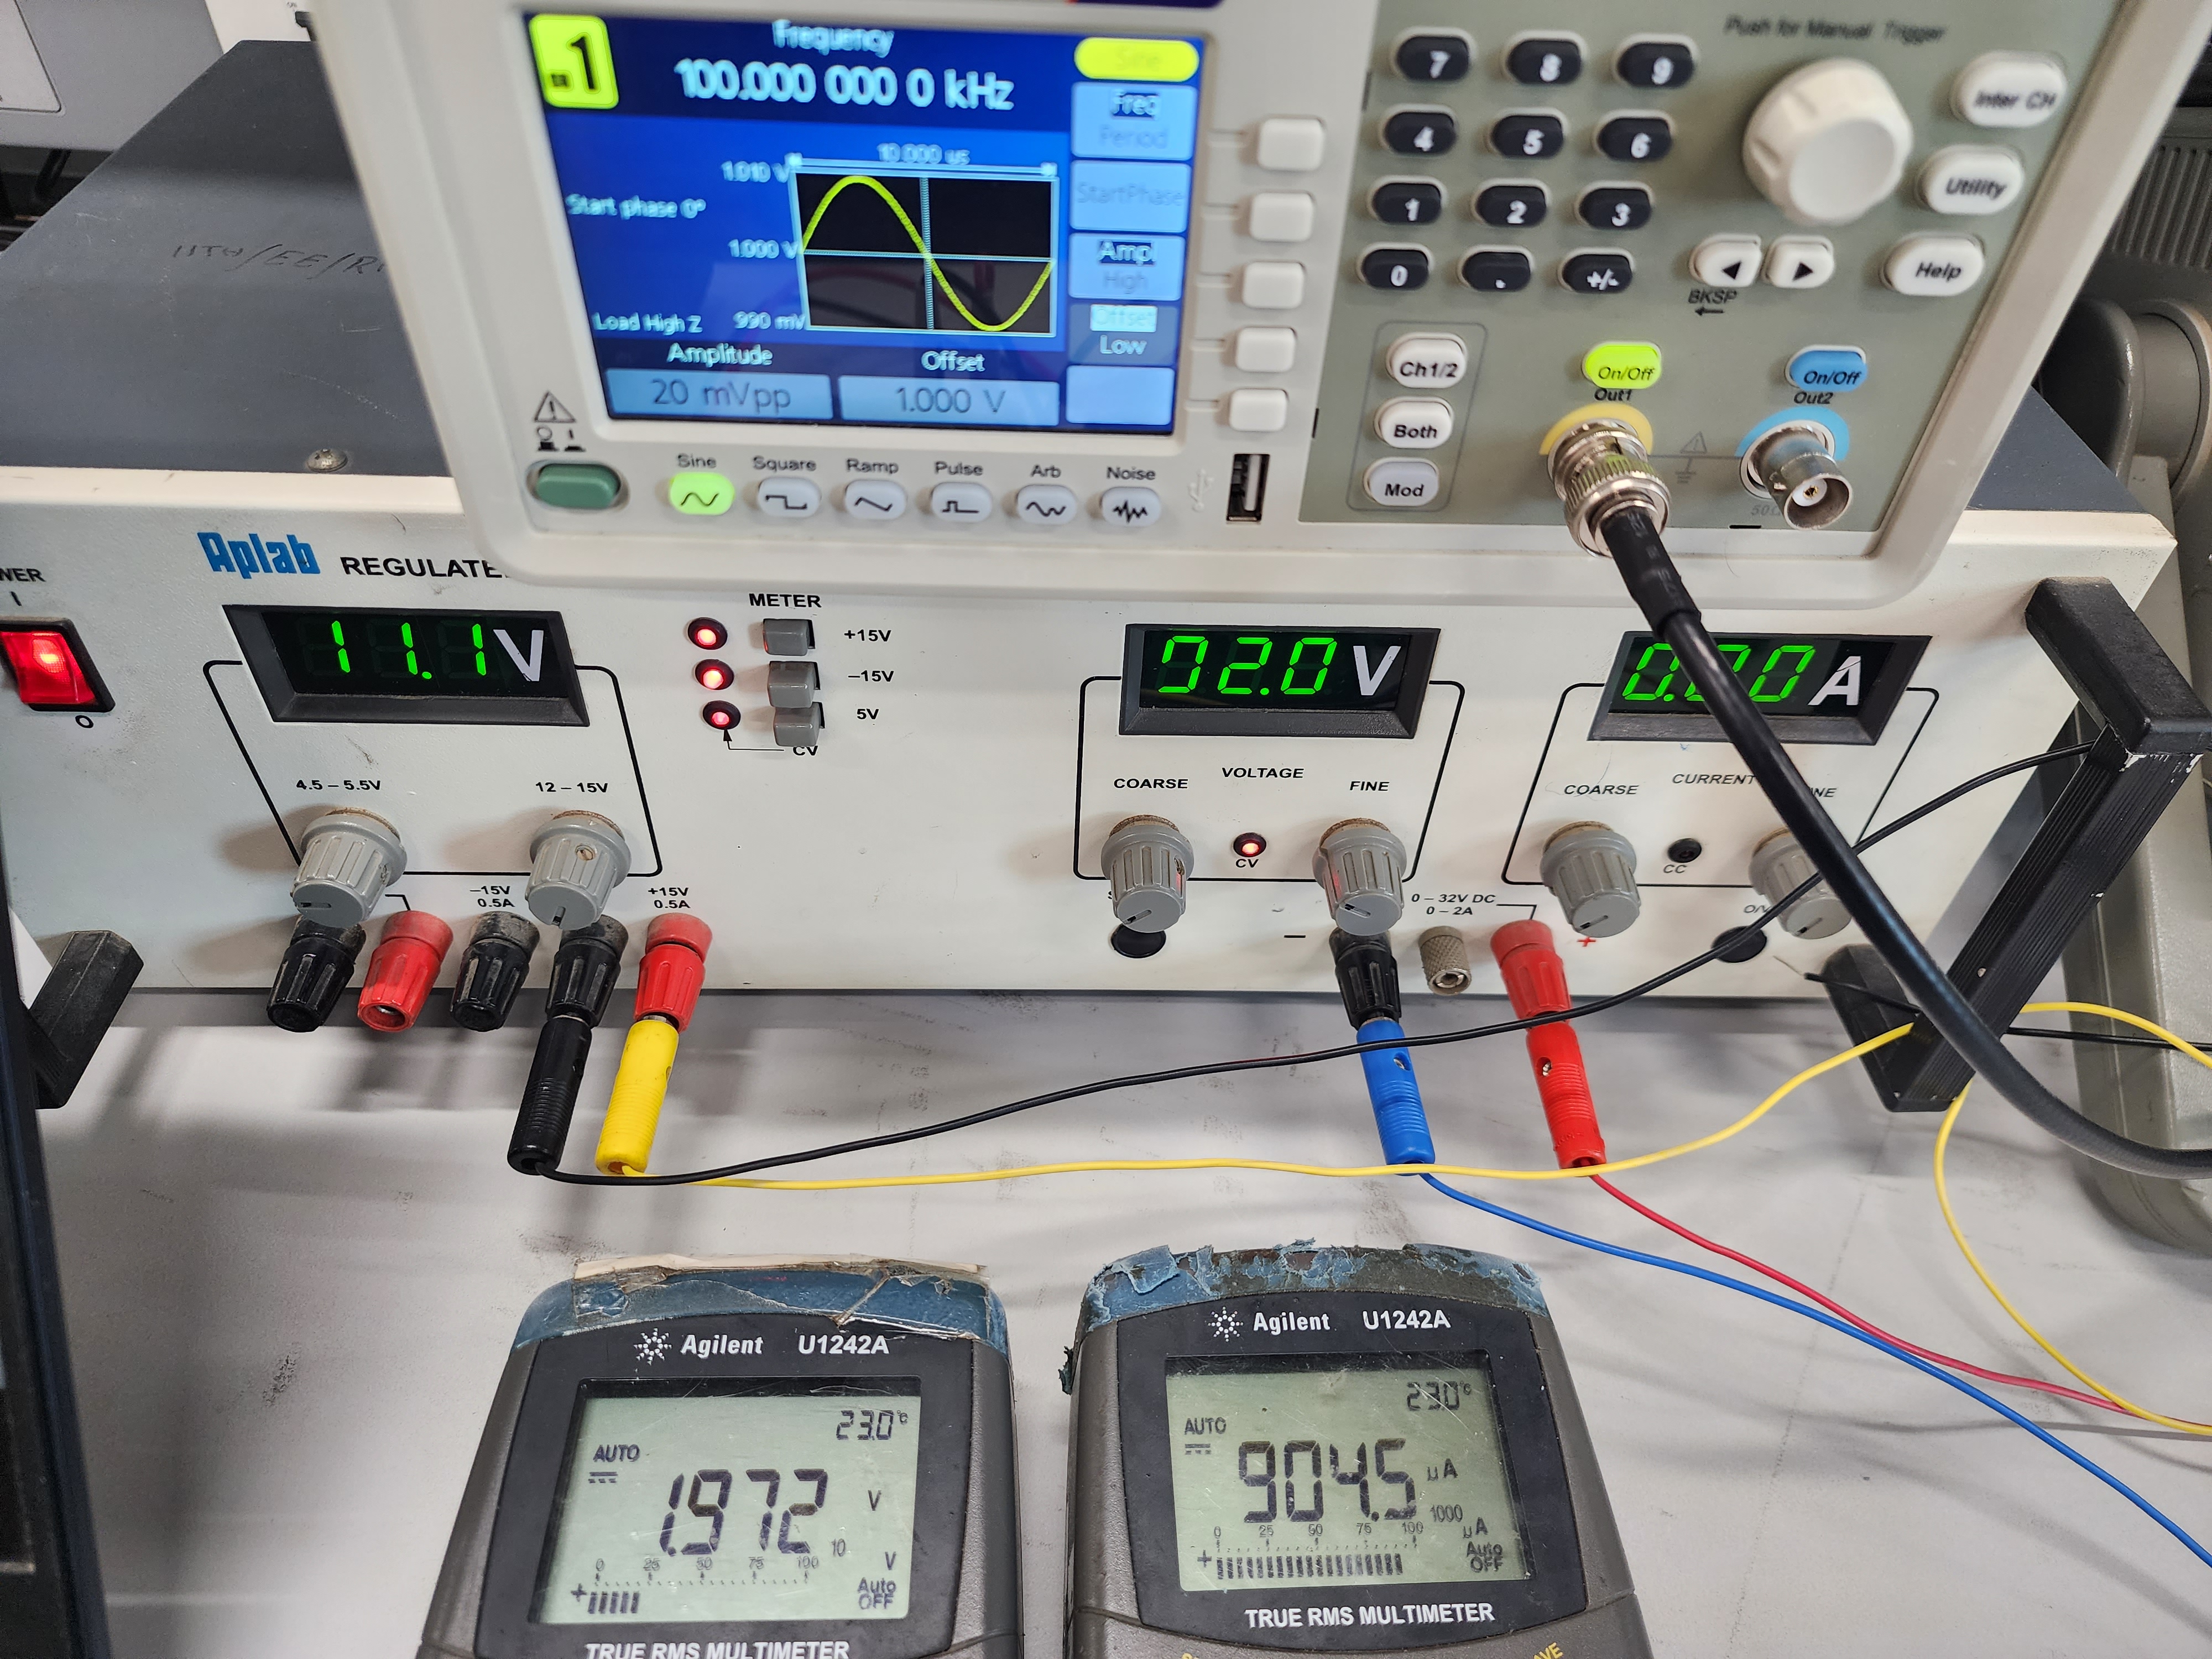 Push for Manual Trigger
1
Frequency
100.000 000 0 kHz
Sine
Freq
Period
StartPhase
Amp
High
Offset
Low
10.000 us
1.010 V
Start phase 0°
1.000 V
Load High Z
990 mV
Amplitude
Offset
20 mVpp
1.000 V
7
8
9
4
5
6
1
2
3
0
.
+/-
BKSP
Inter CH
Utility
Help
Ch1/2
Both
Mod
On/Off
Out1
On/Off
Out2
Sine
Square
Ramp
Pulse
Arb
Noise
WER
I
O
Aplab
REGULATE
11.1 V
METER
+15V
–15V
5V
CV
4.5 – 5.5V
12 – 15V
–15V
0.5A
+15V
0.5A
V
COARSE
VOLTAGE
FINE
CV
A
COARSE
CURRENT
INE
CC
–
0 – 32V DC
0 – 2A
+
O/
Agilent U1242A
23.0°C
AUTO
1.972 V
0 25 50 75 100 10 V
+
Auto
OFF
TRUE RMS MULTIMETER
Agilent U1242A
23.0°C
AUTO
904.5 µA
0 25 50 75 100 1000 µA
+
Auto
OFF
TRUE RMS MULTIMETER